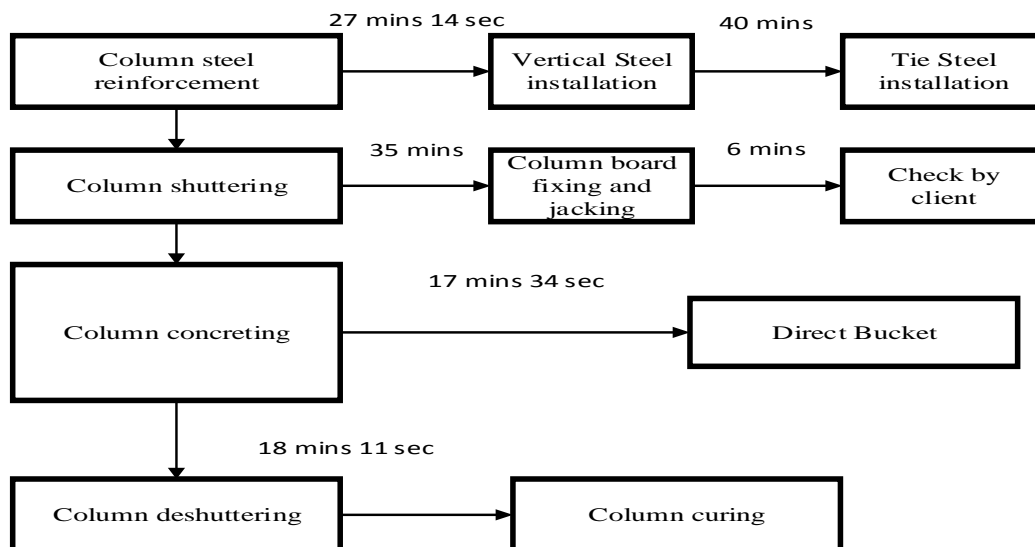 27 mins 14 sec
40 mins
Column steel
reinforcement
Vertical Steel
installation
Tie Steel
installation
35 mins
6 mins
Column shuttering
Column board
fixing and
jacking
Check by
client
17 mins 34 sec
Column concreting
Direct Bucket
18 mins 11 sec
Column deshuttering
Column curing